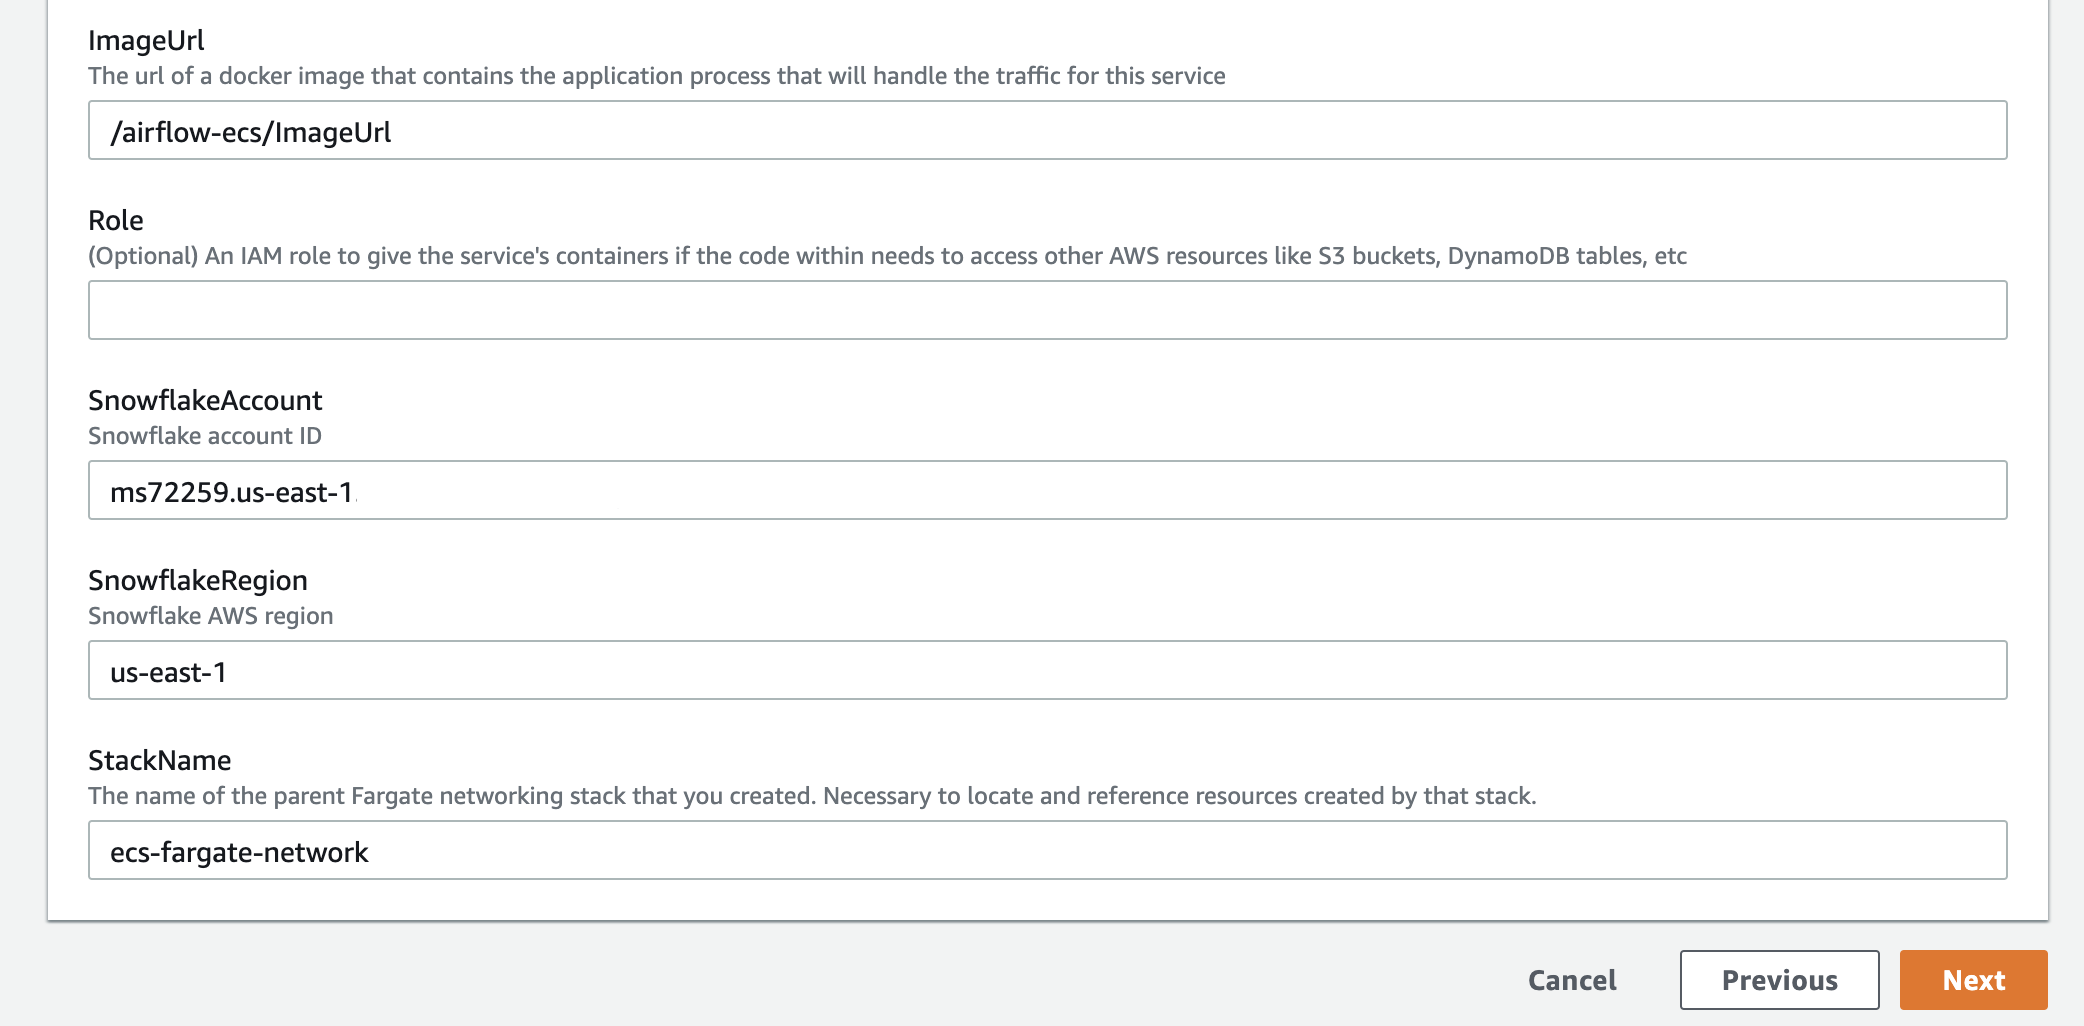 ImageUrl
The url of a docker image that contains the application process that will handle the traffic for this service
/airflow-ecs/ImageUrl
Role
(Optional) An IAM role to give the service's containers if the code within needs to access other AWS resources like S3 buckets, DynamoDB tables, etc
SnowflakeAccount
Snowflake account ID
ms72259.us-east-1.
SnowflakeRegion
Snowflake AWS region
us-east-1
StackName
The name of the parent Fargate networking stack that you created. Necessary to locate and reference resources created by that stack.
ecs-fargate-network
Cancel
Previous
Next